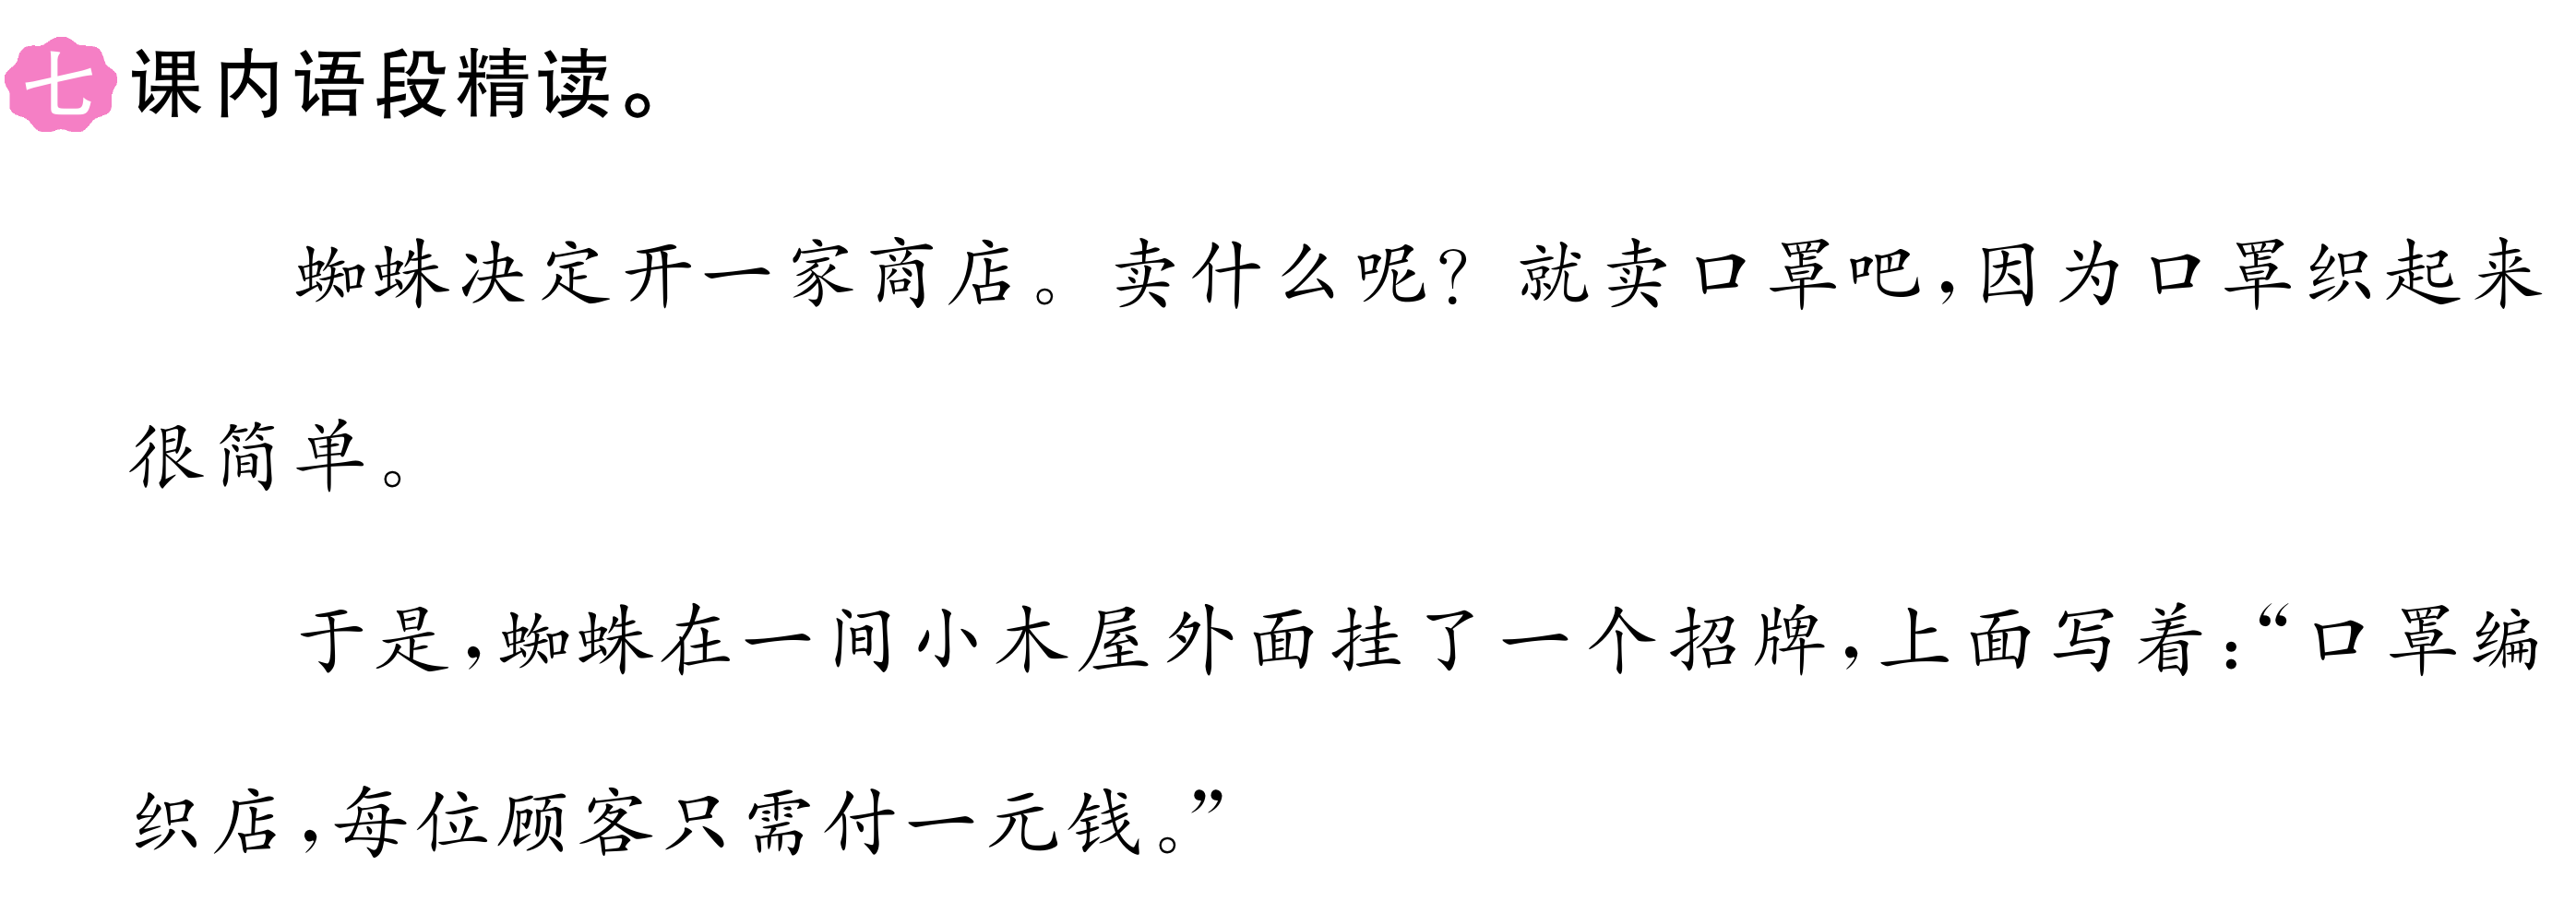 七 课内语段精读。
蜘蛛决定开一家商店。卖什么呢？就卖口罩吧，因为口罩织起来
很简单。
于是，蜘蛛在一间小木屋外面挂了一个招牌，上面写着：“口罩编
织店，每位顾客只需付一元钱。”